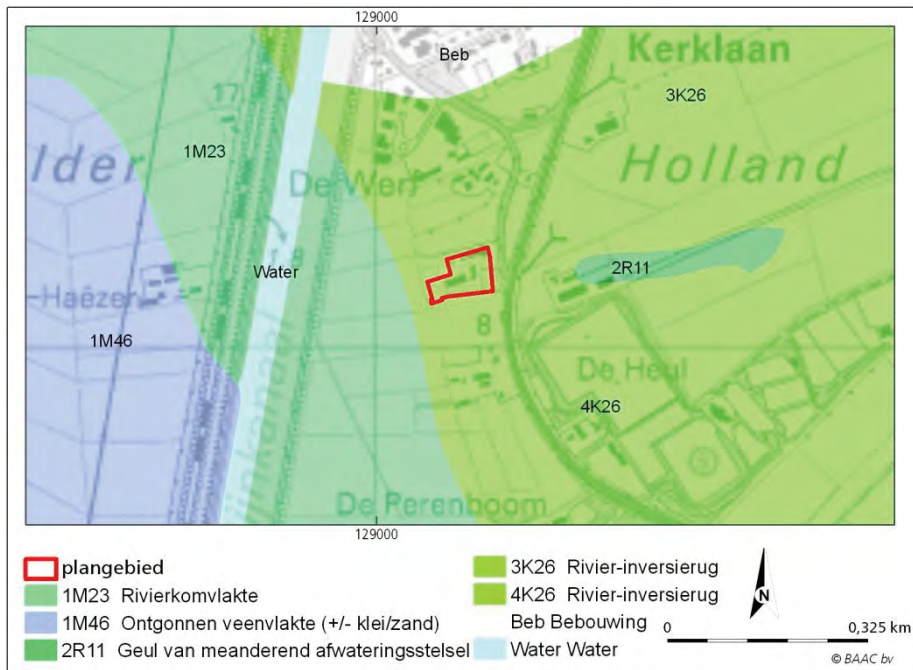 129000
Beb
Kerklaan
3K26
17
1M23
lder
De Werf
Holland
Water
2R11
Haëzer
8
1M46
De Heul
4K26
De Perenboom
129000
plangebied
1M23 Rivierkomvlakte
1M46 Ontgonnen veenvlakte (+/- klei/zand)
2R11 Geul van meanderend afwateringsstelsel
3K26 Rivier-inversierug
4K26 Rivier-inversierug
Beb Bebouwing
Water Water
N
0 0,325 km
© BAAC bv